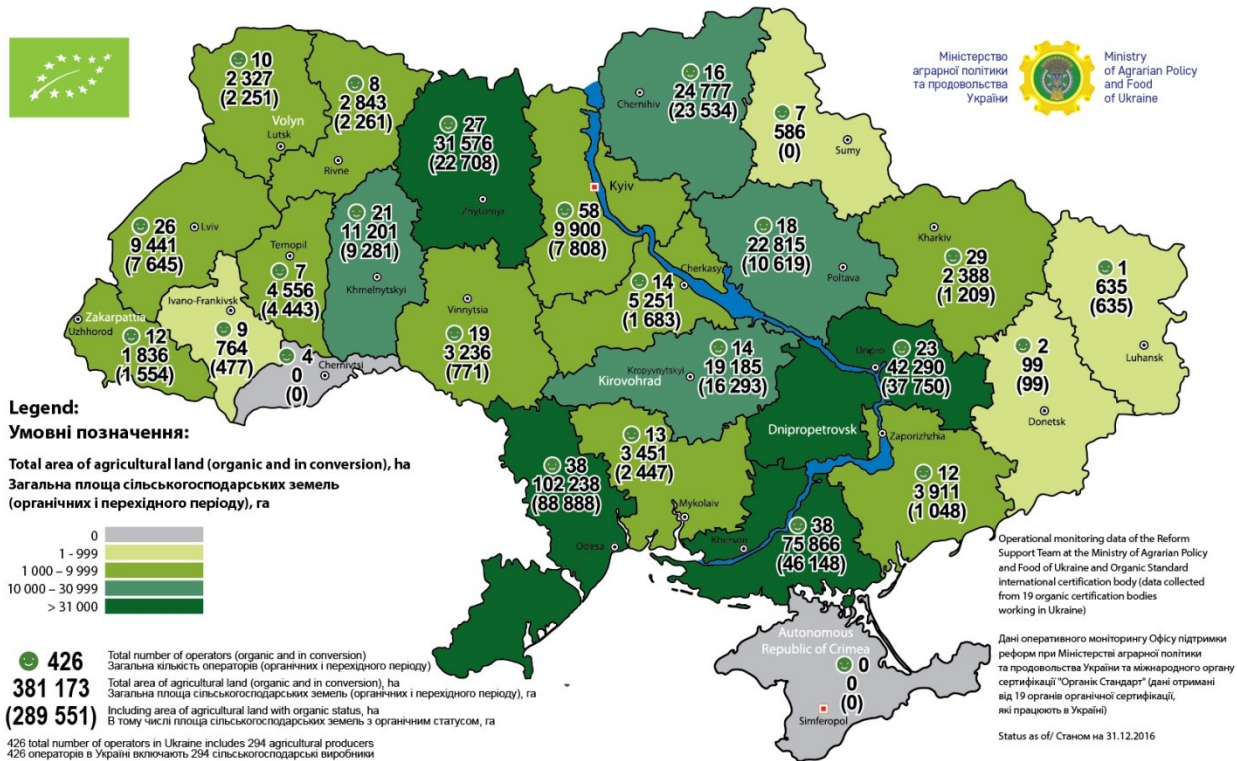 Міністерство
аграрної політики
та продовольства
України
Ministry
of Agrarian Policy
and Food
of Ukraine
10
2 327
(2 251)
Volyn
Lutsk
8
2 843
(2 261)
Rivne
27
31 576
(22 708)
Zhytomyr
16
24 777
(23 534)
Chernihiv
7
586
(0)
Sumy
Kyiv
58
9 900
(7 808)
26
9 441
(7 645)
Lviv
Ternopil
7
4 556
(4 443)
21
11 201
(9 281)
Khmelnytskyi
18
22 815
(10 619)
Poltava
Kharkiv
29
2 388
(1 209)
1
635
(635)
Luhansk
Cherkasy
14
5 251
(1 683)
Vinnytsia
19
3 236
(771)
Zakarpattia
Uzhhorod
12
1 836
(1 554)
Ivano-Frankivsk
9
764
(477)
4
0
(0)
Chernivtsi
14
19 185
(16 293)
Kropyvnytskyi
Kirovohrad
Dnipro
23
42 290
(37 750)
Dnipropetrovsk
2
99
(99)
Donetsk
Zaporizhzhia
12
3 911
(1 048)
13
3 451
(2 447)
Mykolaiv
38
102 238
(88 888)
Odesa
38
75 866
(46 148)
Kherson
Autonomous
Republic of Crimea
0
0
(0)
Simferopol
Legend:
Умовні позначення:
Total area of agricultural land (organic and in conversion), ha
Загальна площа сільськогосподарських земель
(органічних і перехідного періоду), га
0
1 - 999
1 000 – 9 999
10 000 – 30 999
> 31 000
426
Total number of operators (organic and in conversion)
Загальна кількість операторів (органічних і перехідного періоду)
381 173
Total area of agricultural land (organic and in conversion), ha
Загальна площа сільськогосподарських земель (органічних і перехідного періоду), га
(289 551)
Including area of agricultural land with organic status, ha
В тому числі площа сільськогосподарських земель з органічним статусом, га
426 total number of operators in Ukraine includes 294 agricultural producers
426 операторів в Україні включають 294 сільськогосподарські виробники
Operational monitoring data of the Reform
Support Team at the Ministry of Agrarian Policy
and Food of Ukraine and Organic Standard
international certification body (data collected
from 19 organic certification bodies
working in Ukraine)
Дані оперативного моніторингу Офісу підтримки
реформ при Міністерстві аграрної політики
та продовольства України та міжнародного органу
сертифікації "Органік Стандарт" (дані отримані
від 19 органів органічної сертифікації,
які працюють в Україні)
Status as of/ Станом на 31.12.2016